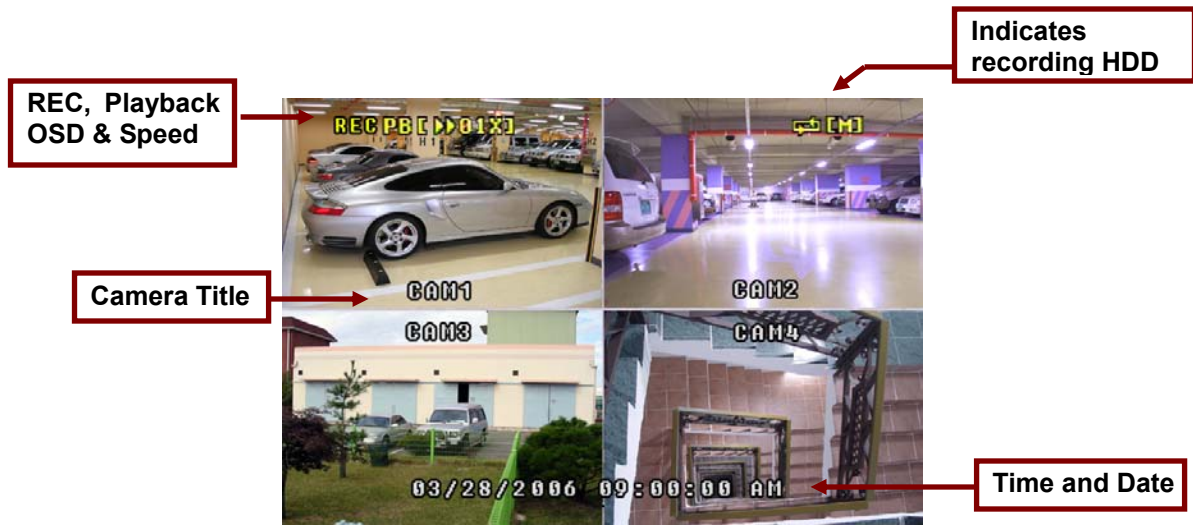 Indicates
recording HDD
REC, Playback
OSD & Speed
REC PB[▶▶01X]
[M]
Camera Title
CAM1
CAM2
CAM3
CAM4
03/28/2006 09:00:00 AM
Time and Date